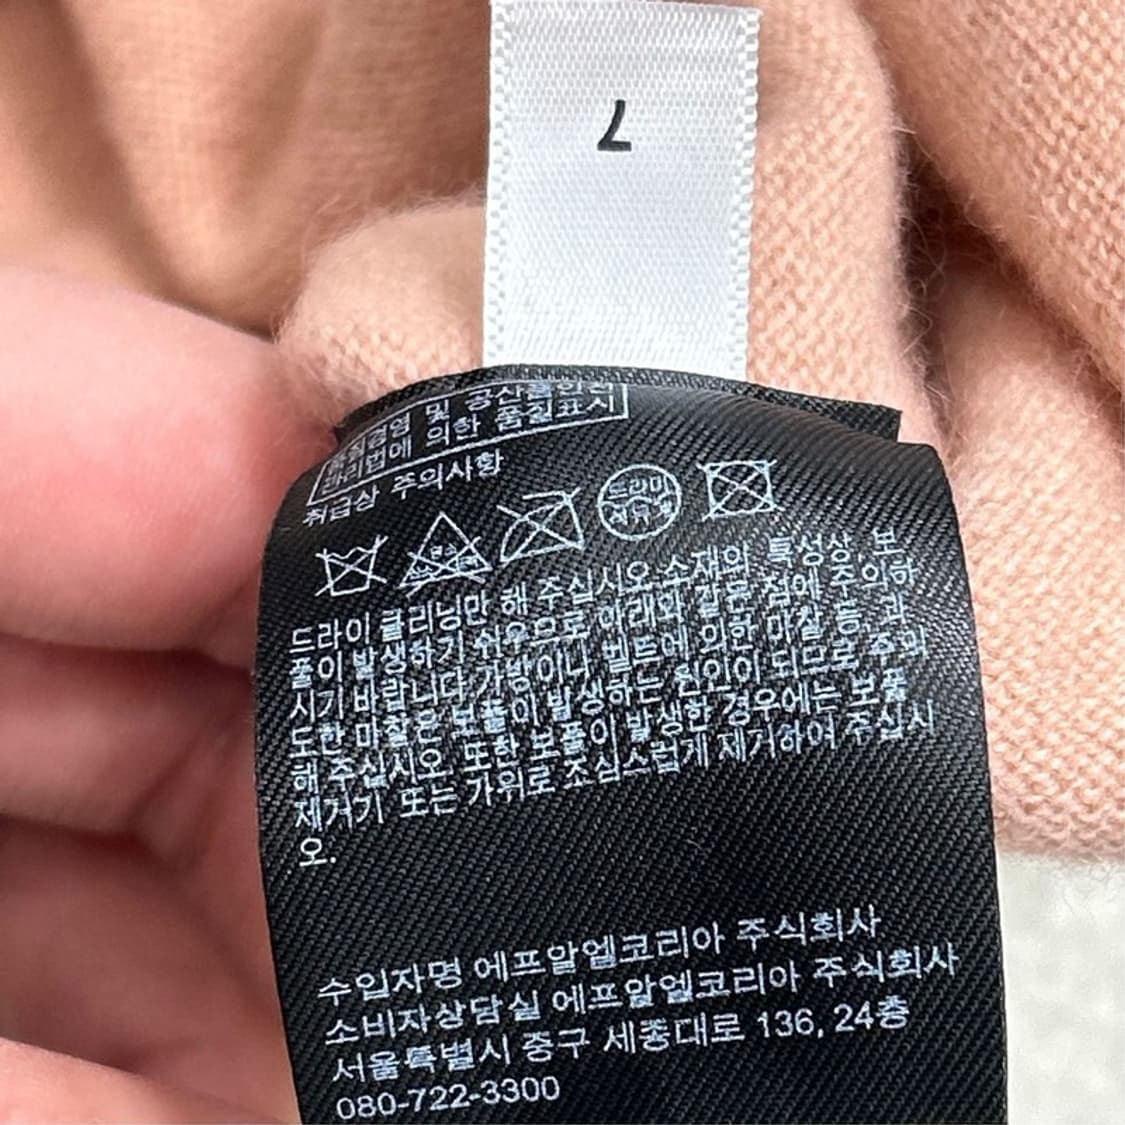 7
품질경영 및 공산품안전
관리법에 의한 품질표시
취급상 주의사항
드라이
석유계
드라이 클리닝만 해 주십시오 소재의 특성상, 보
풀이 발생하기 쉬우므로 아래와 같은 점에 주의하
시기 바랍니다 가방이나 벨트에 의한 마찰 등 과
도한 마찰은 보풀이 발생하는 원인이 되므로 주의
해 주십시오 또한 보풀이 발생한 경우에는 보풀
제거기 또는 가위로 조심스럽게 제거하여 주십시
오.
수입자명 에프알엘코리아 주식회사
소비자상담실 에프알엘코리아 주식회사
서울특별시 중구 세종대로 136, 24층
080-722-3300